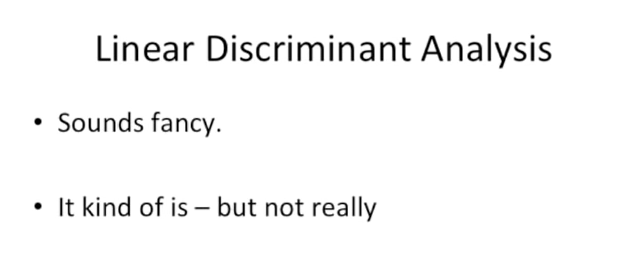 Linear Discriminant Analysis
• Sounds fancy.
• It kind of is – but not really